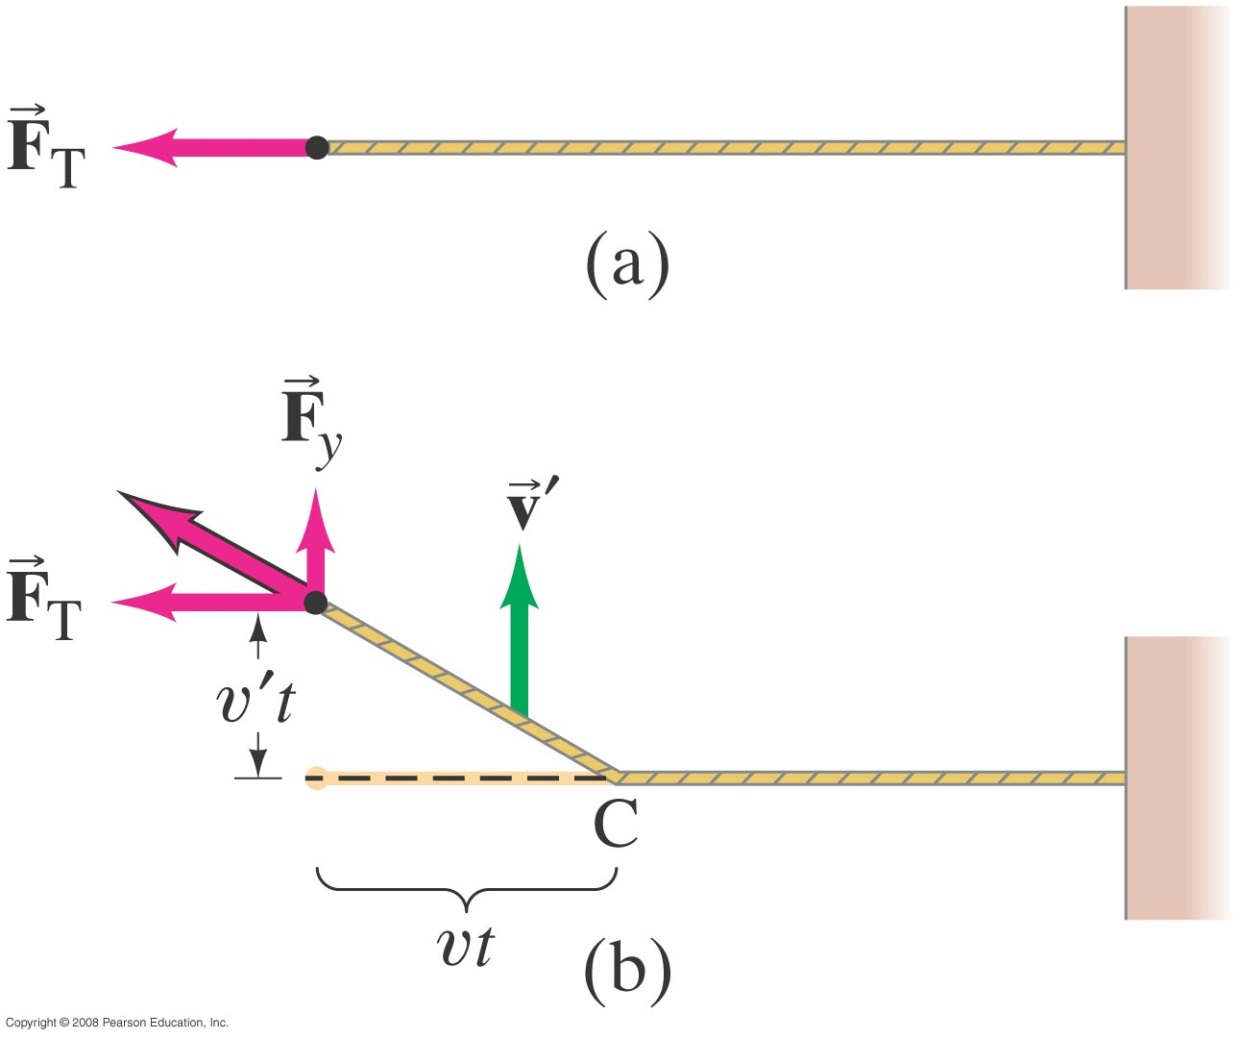 F⃗T
(a)
F⃗y
v⃗′
F⃗T
v′t
C
vt
(b)
Copyright © 2008 Pearson Education, Inc.